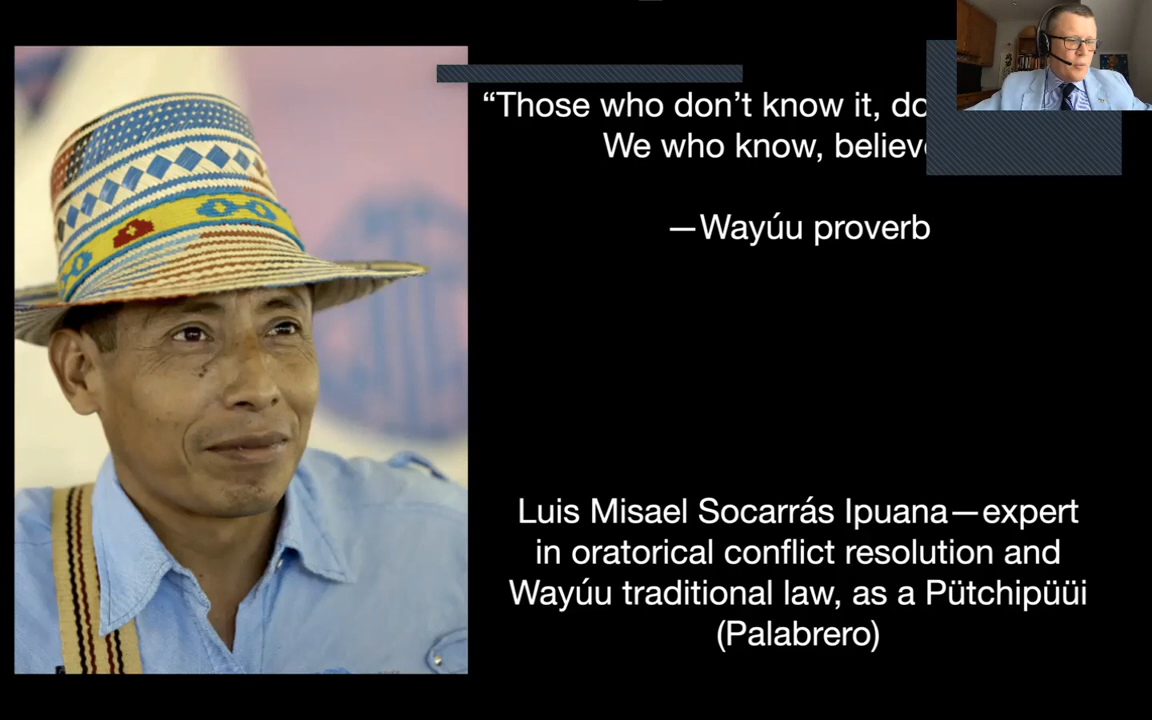 “Those who don’t know it, do
We who know, believe
—Wayúu proverb
Luis Misael Socarrás Ipuana—expert
in oratorical conflict resolution and
Wayúu traditional law, as a Pütchipüüi
(Palabrero)